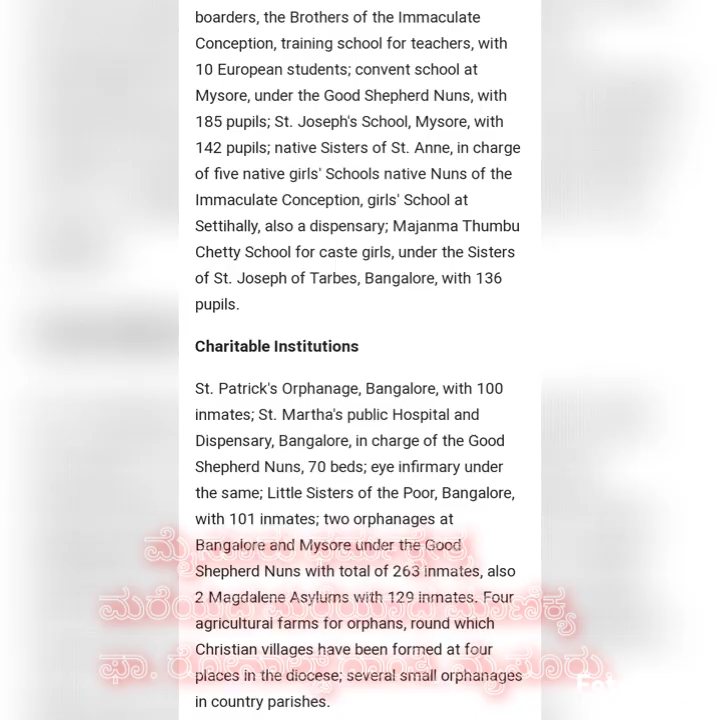 boarders, the Brothers of the Immaculate
Conception, training school for teachers, with
10 European students; convent school at
Mysore, under the Good Shepherd Nuns, with
185 pupils; St. Joseph's School, Mysore, with
142 pupils; native Sisters of St. Anne, in charge
of five native girls' Schools native Nuns of the
Immaculate Conception, girls' School at
Settihally, also a dispensary; Majanma Thumbu
Chetty School for caste girls, under the Sisters
of St. Joseph of Tarbes, Bangalore, with 136
pupils.
Charitable Institutions
St. Patrick's Orphanage, Bangalore, with 100
inmates; St. Martha's public Hospital and
Dispensary, Bangalore, in charge of the Good
Shepherd Nuns, 70 beds; eye infirmary under
the same; Little Sisters of the Poor, Bangalore,
with 101 inmates; two orphanages at
Bangalore and Mysore under the Good
Shepherd Nuns with total of 263 inmates, also
2 Magdalene Asylums with 129 inmates. Four
agricultural farms for orphans, round which
Christian villages have been formed at four
places in the diocese; several small orphanages
in country parishes.
ಮರೆಯದ ಮರೆಯಾದ ಮಾಣಿಕ್ಯ
ಫಾ. ಮೈಸೂರು